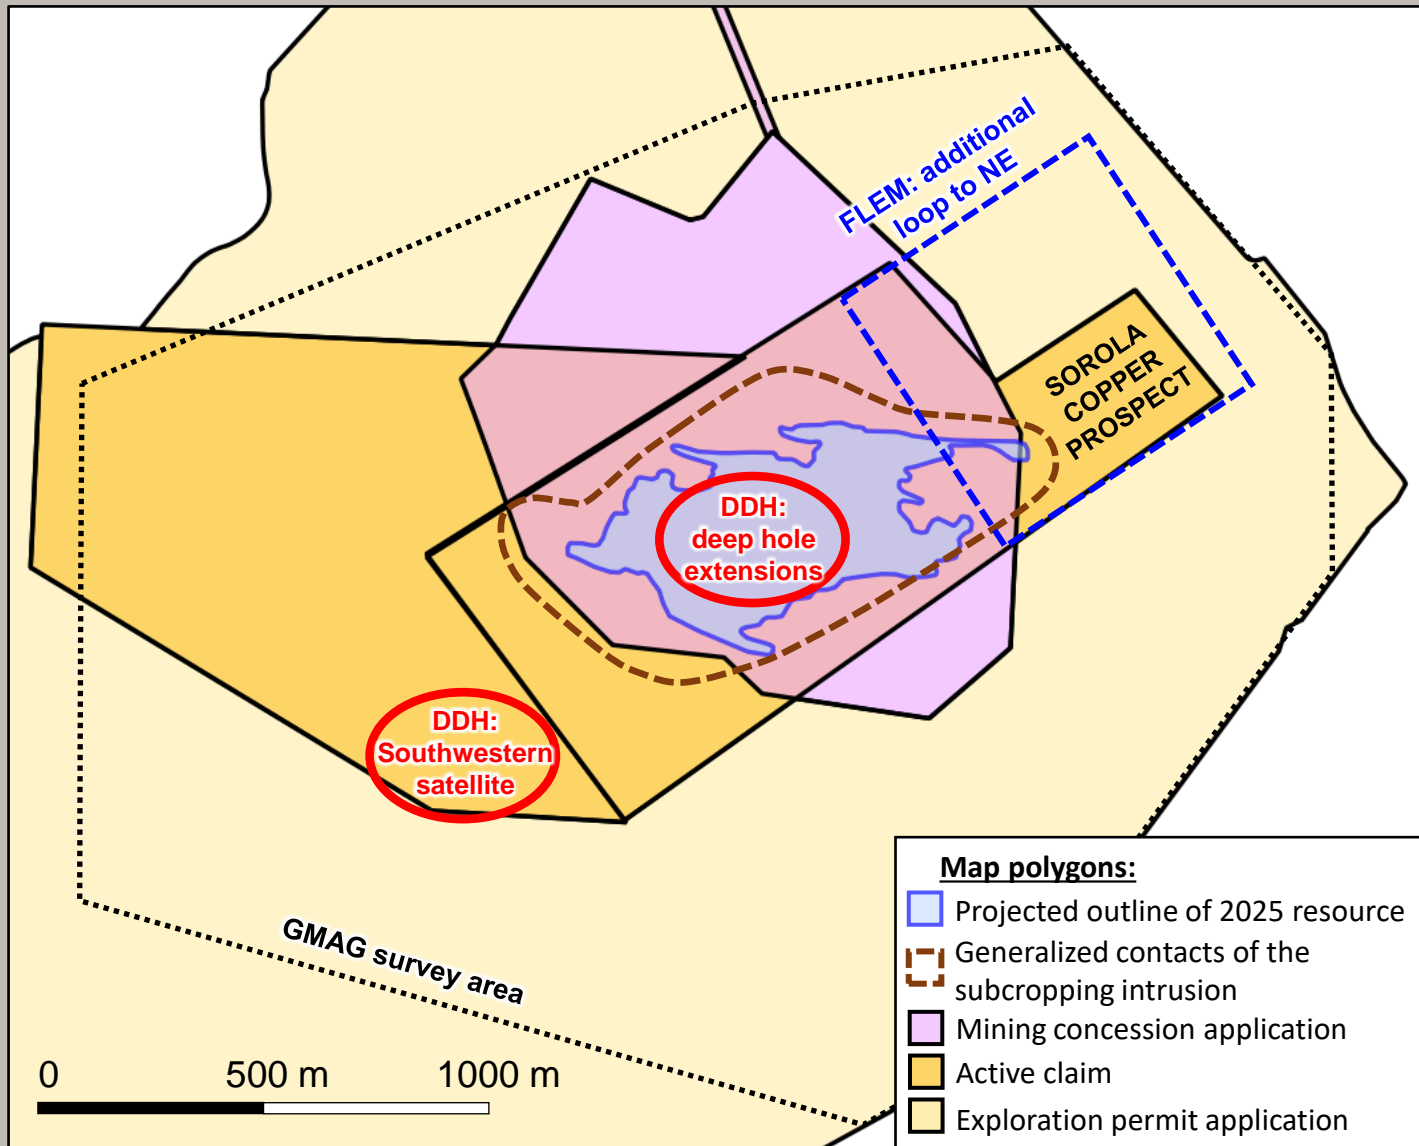 FLEM: additional
loop to NE
SOROLA
COPPER
PROSPECT
DDH:
deep hole
extensions
DDH:
Southwestern
satellite
GMAG survey area
0 500 m 1000 m
Map polygons:
Projected outline of 2025 resource
Generalized contacts of the
subcropping intrusion
Mining concession application
Active claim
Exploration permit application